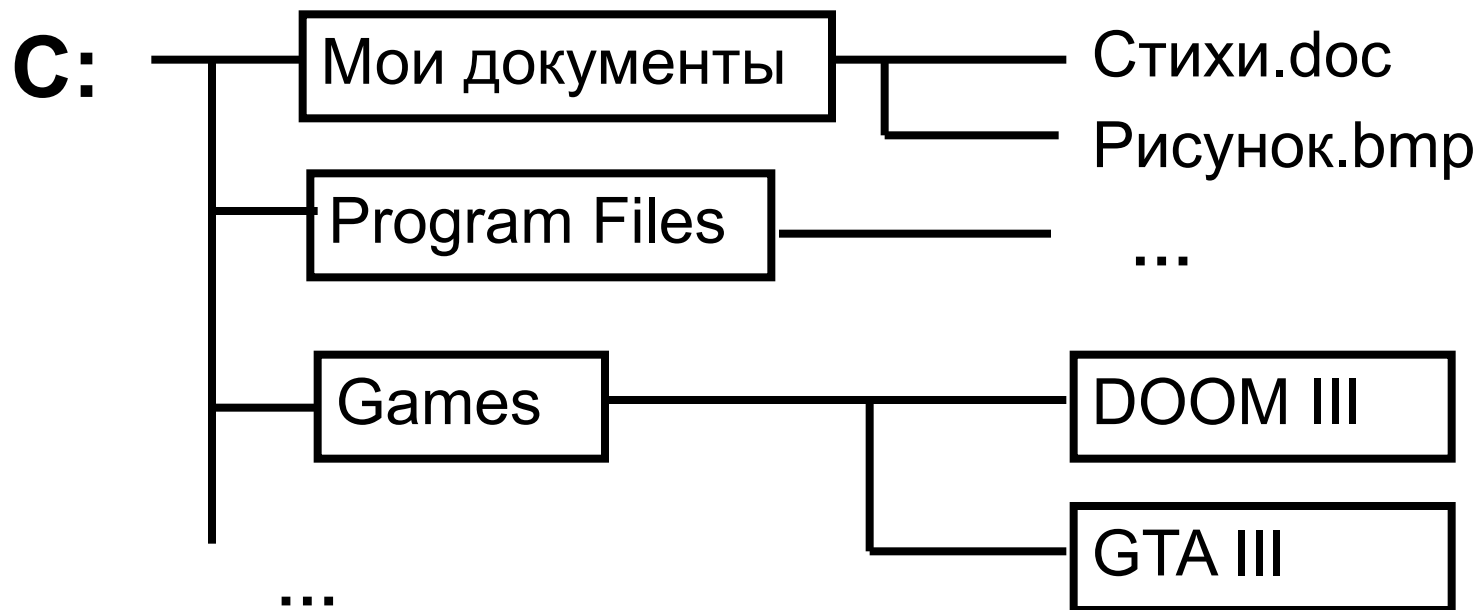 C:
Мои документы
Стихи.doc
Рисунок.bmp
Program Files
...
Games
DOOM III
GTA III
...